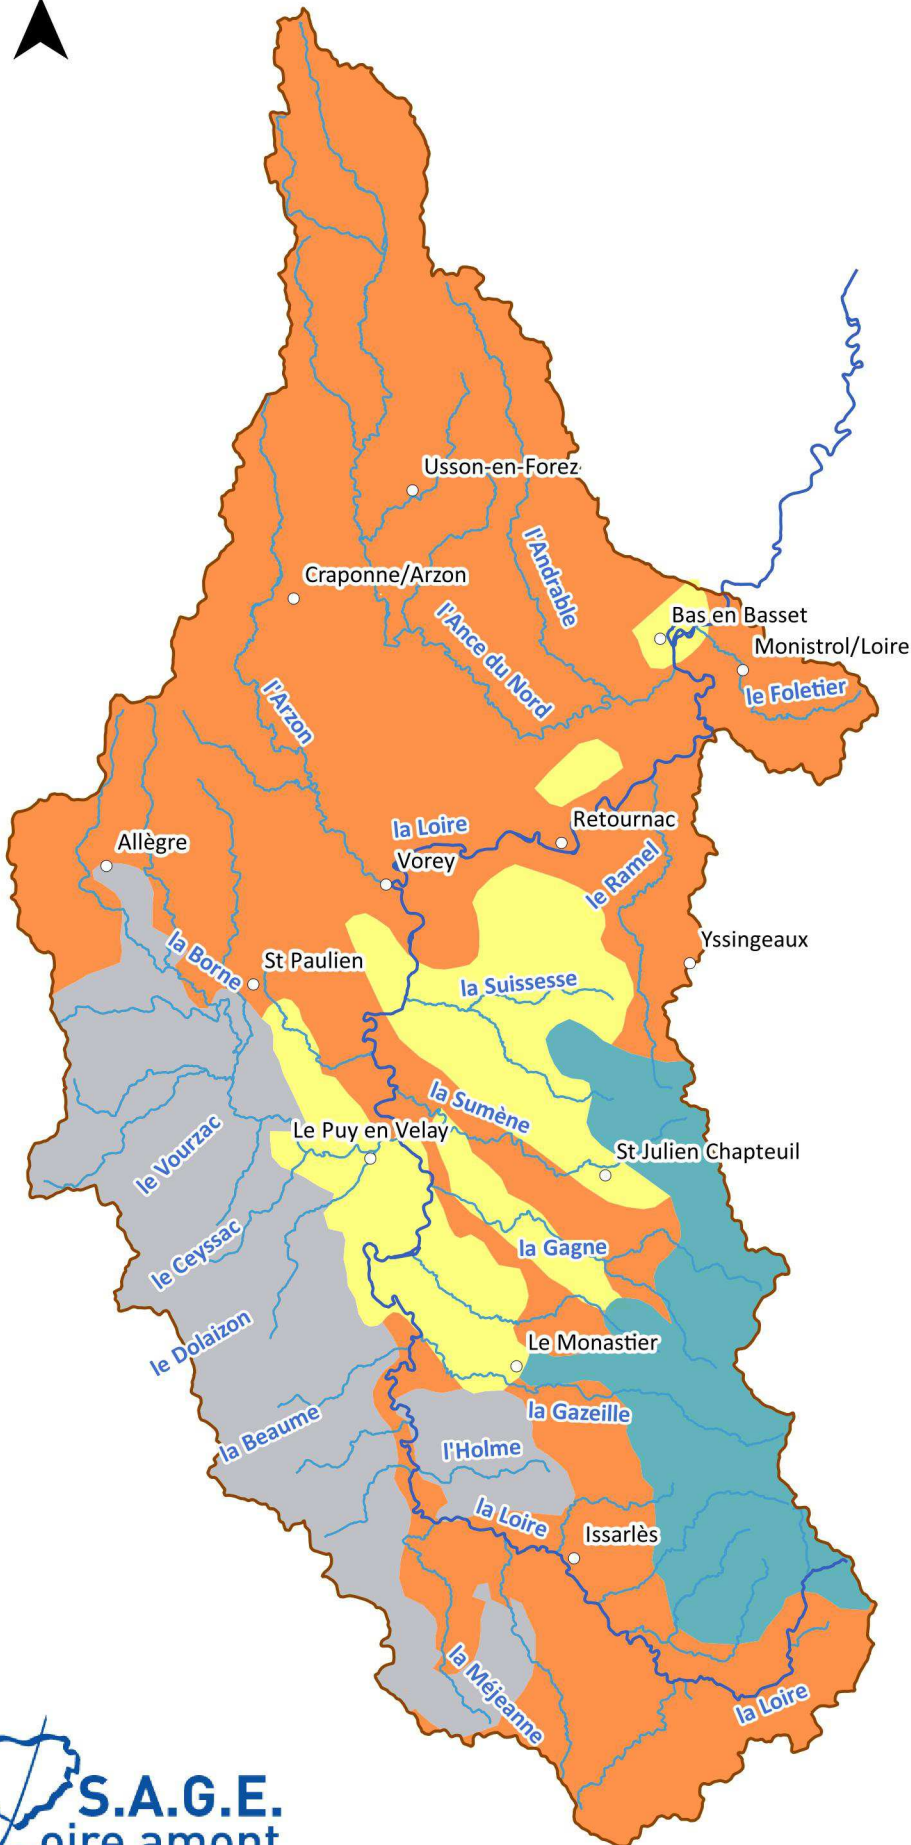 Usson-en-Forez
l'Andrable
Craponne/Arzon
Bas en Basset
l'Ance du Nord
Monistrol/Loire
le Foletier
l'Arzon
la Loire
Retournac
Allègre
Vorey
le Ramel
Yssingeaux
la Borne
St Paulien
la Suissesse
la Sumène
Le Puy en Velay
le Vourzac
St Julien Chapteuil
la Gagne
le Ceyssac
le Dolaizon
Le Monastier
la Gazeille
la Beaume
l'Holme
la Loire
Issarlès
la Méjeanne
la Loire
S.A.G.E.
oire amont